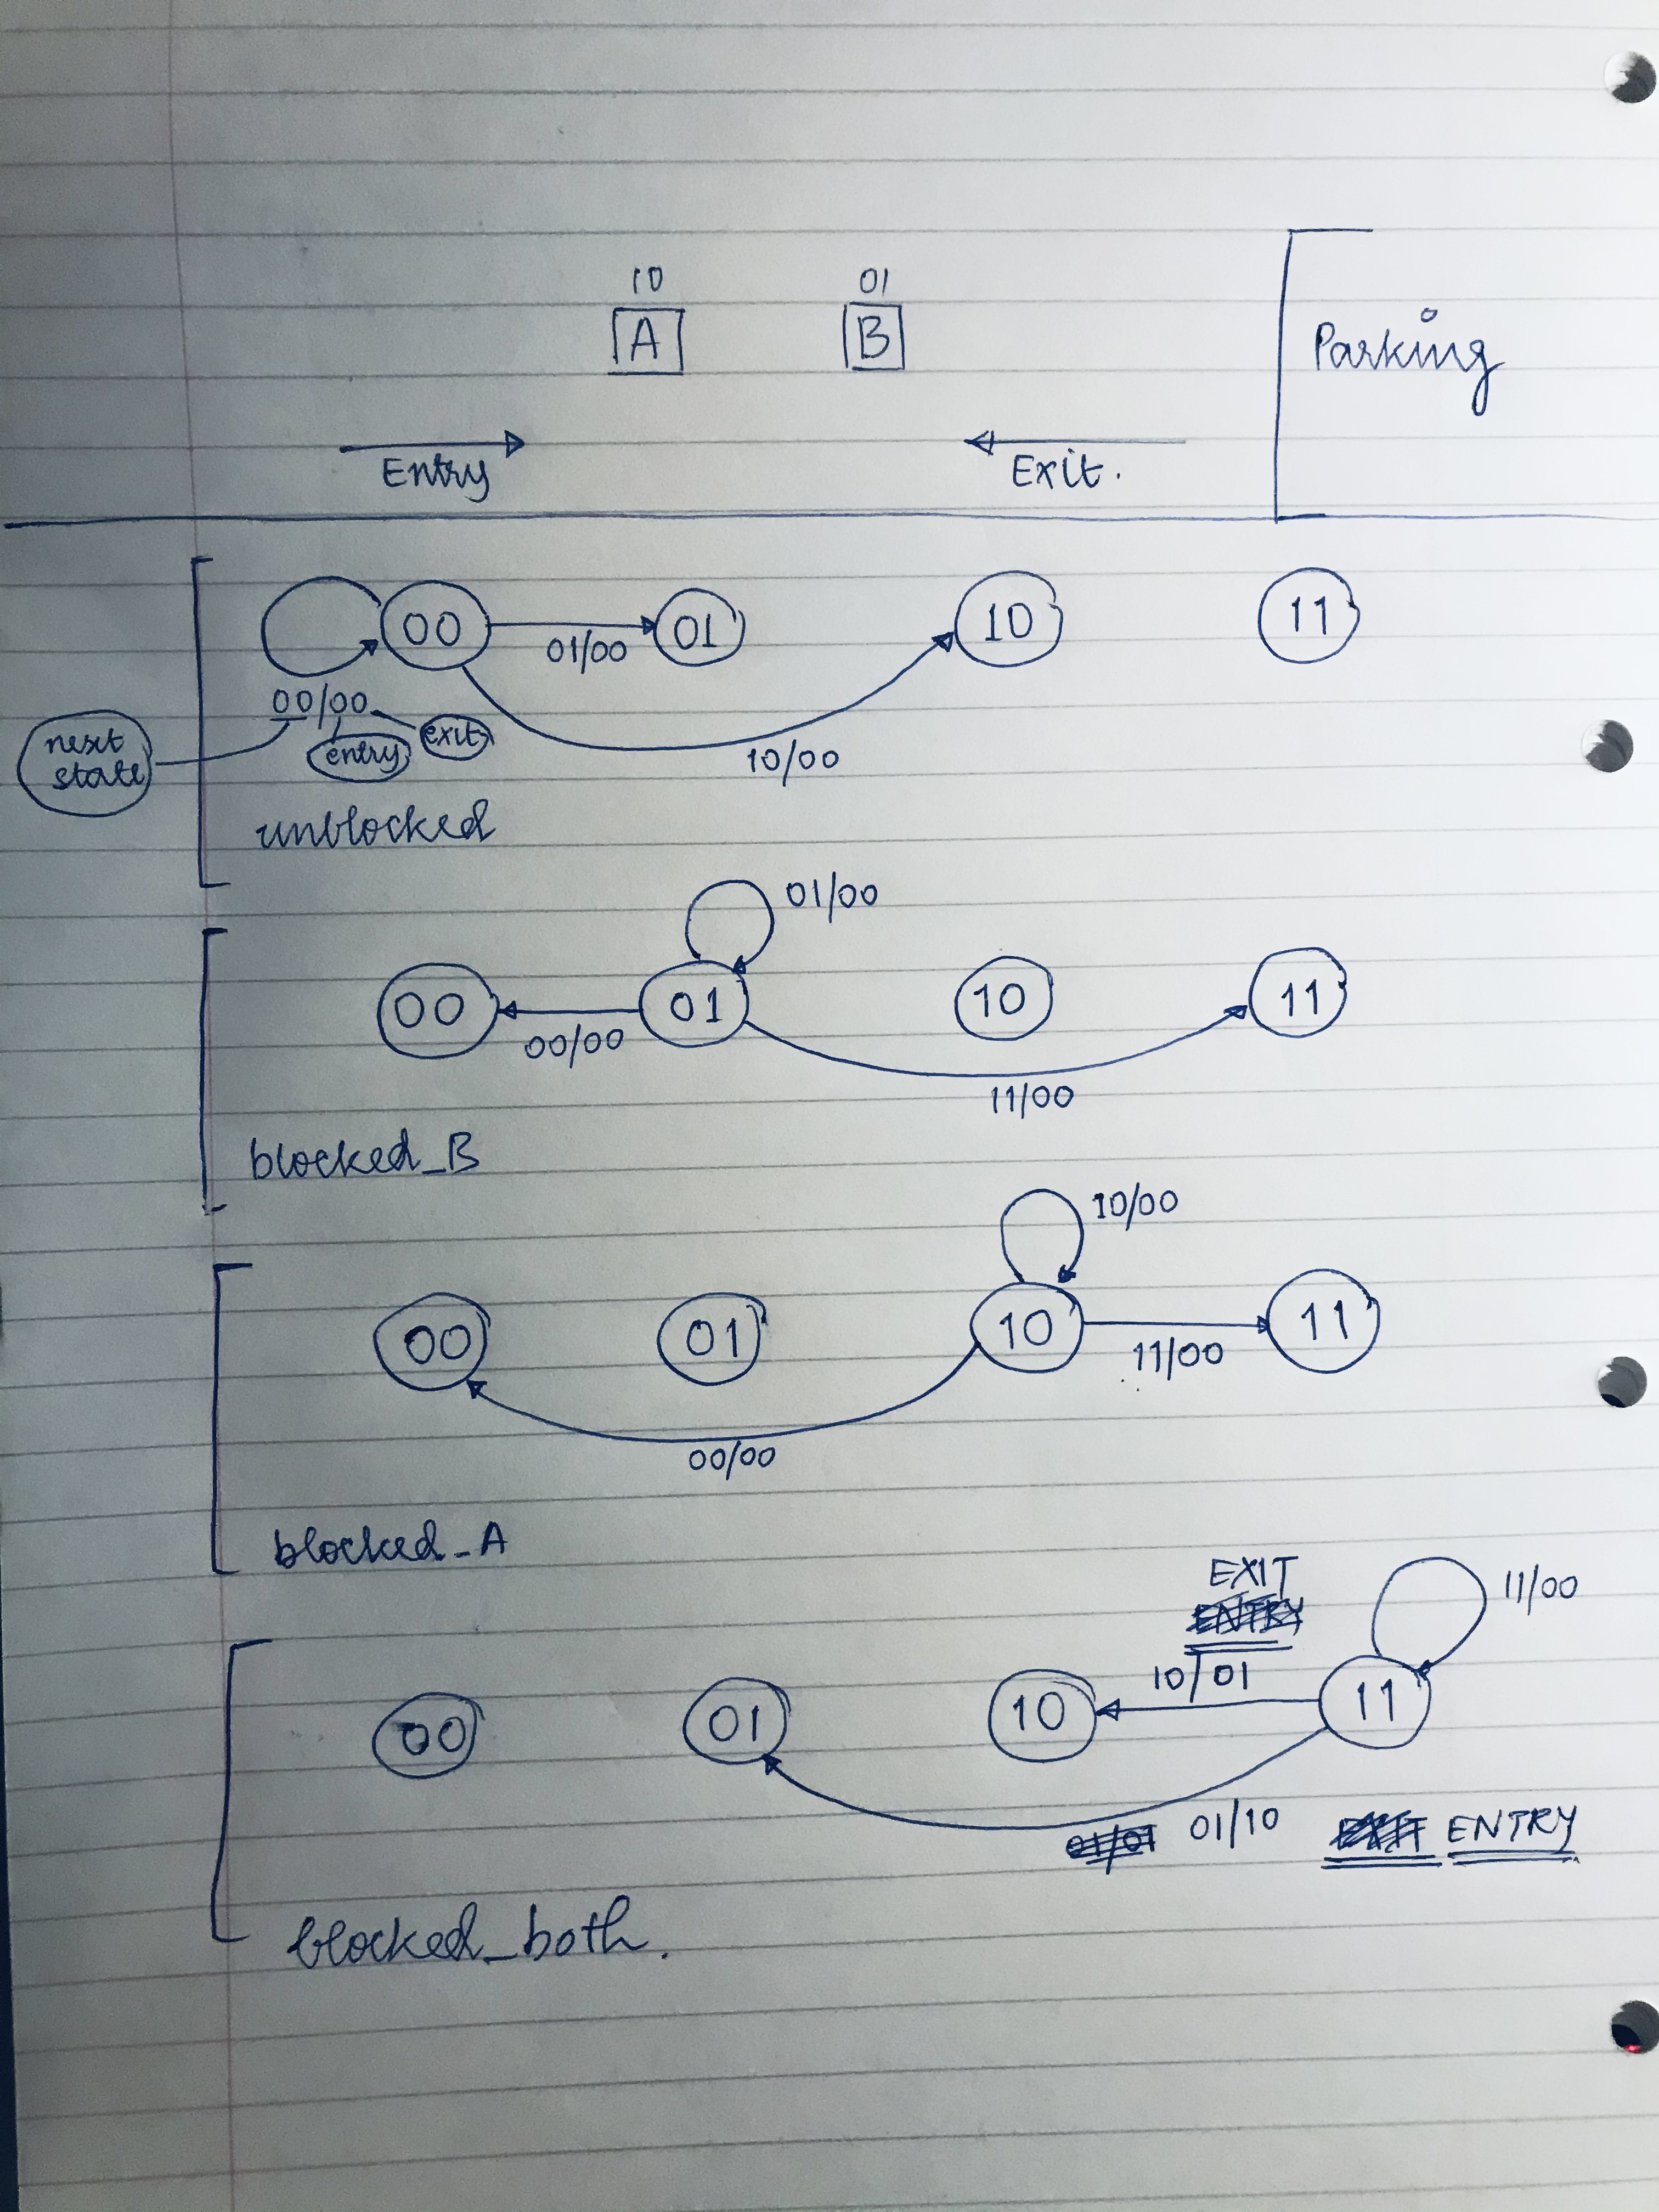 10 01
A B
Parking
Entry Exit.
00 01 10 11
01/00
00/00
next state
entry exit
10/00
unblocked
01/00
00 01 10 11
00/00
11/00
blocked_B
10/00
00 01 10 11
11/00
00/00
blocked_A
EXIT
ENTRY
11/00
10/01
00 01 10 11
01/01 01/10 EXIT ENTRY
blocked_both.